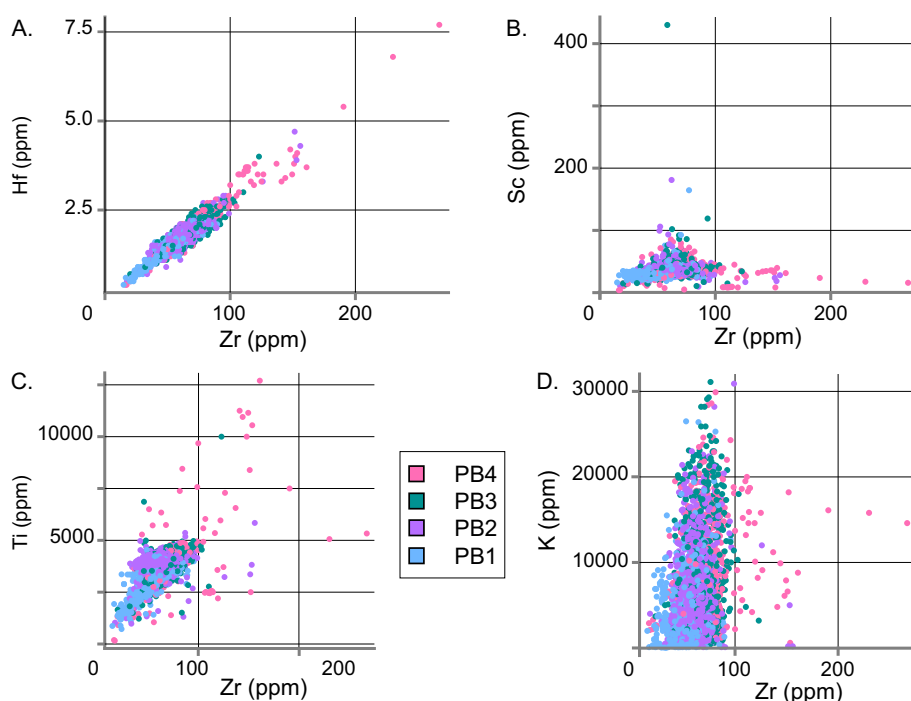 A.
7.5
5.0
2.5
Hf (ppm)
0
100
200
Zr (ppm)
B.
400
200
Sc (ppm)
0
100
200
Zr (ppm)
C.
10000
5000
Ti (ppm)
0
100
200
Zr (ppm)
PB4
PB3
PB2
PB1
D.
30000
20000
10000
K (ppm)
0
100
200
Zr (ppm)